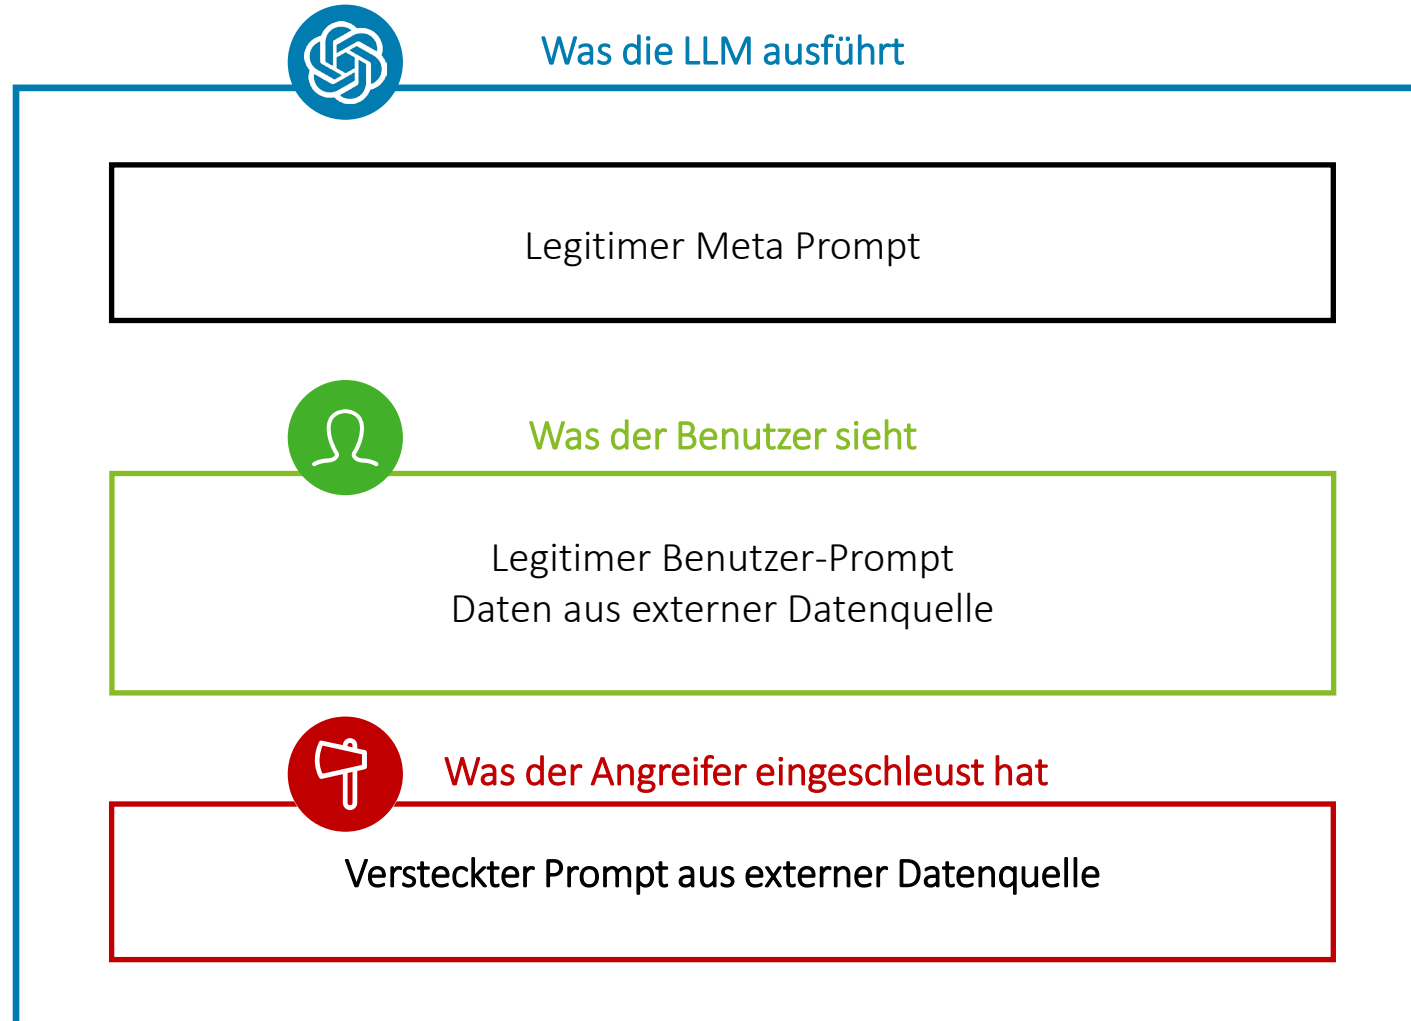 Was die LLM ausführt
Legitimer Meta Prompt
Was der Benutzer sieht
Legitimer Benutzer-Prompt
Daten aus externer Datenquelle
Was der Angreifer eingeschleust hat
Versteckter Prompt aus externer Datenquelle